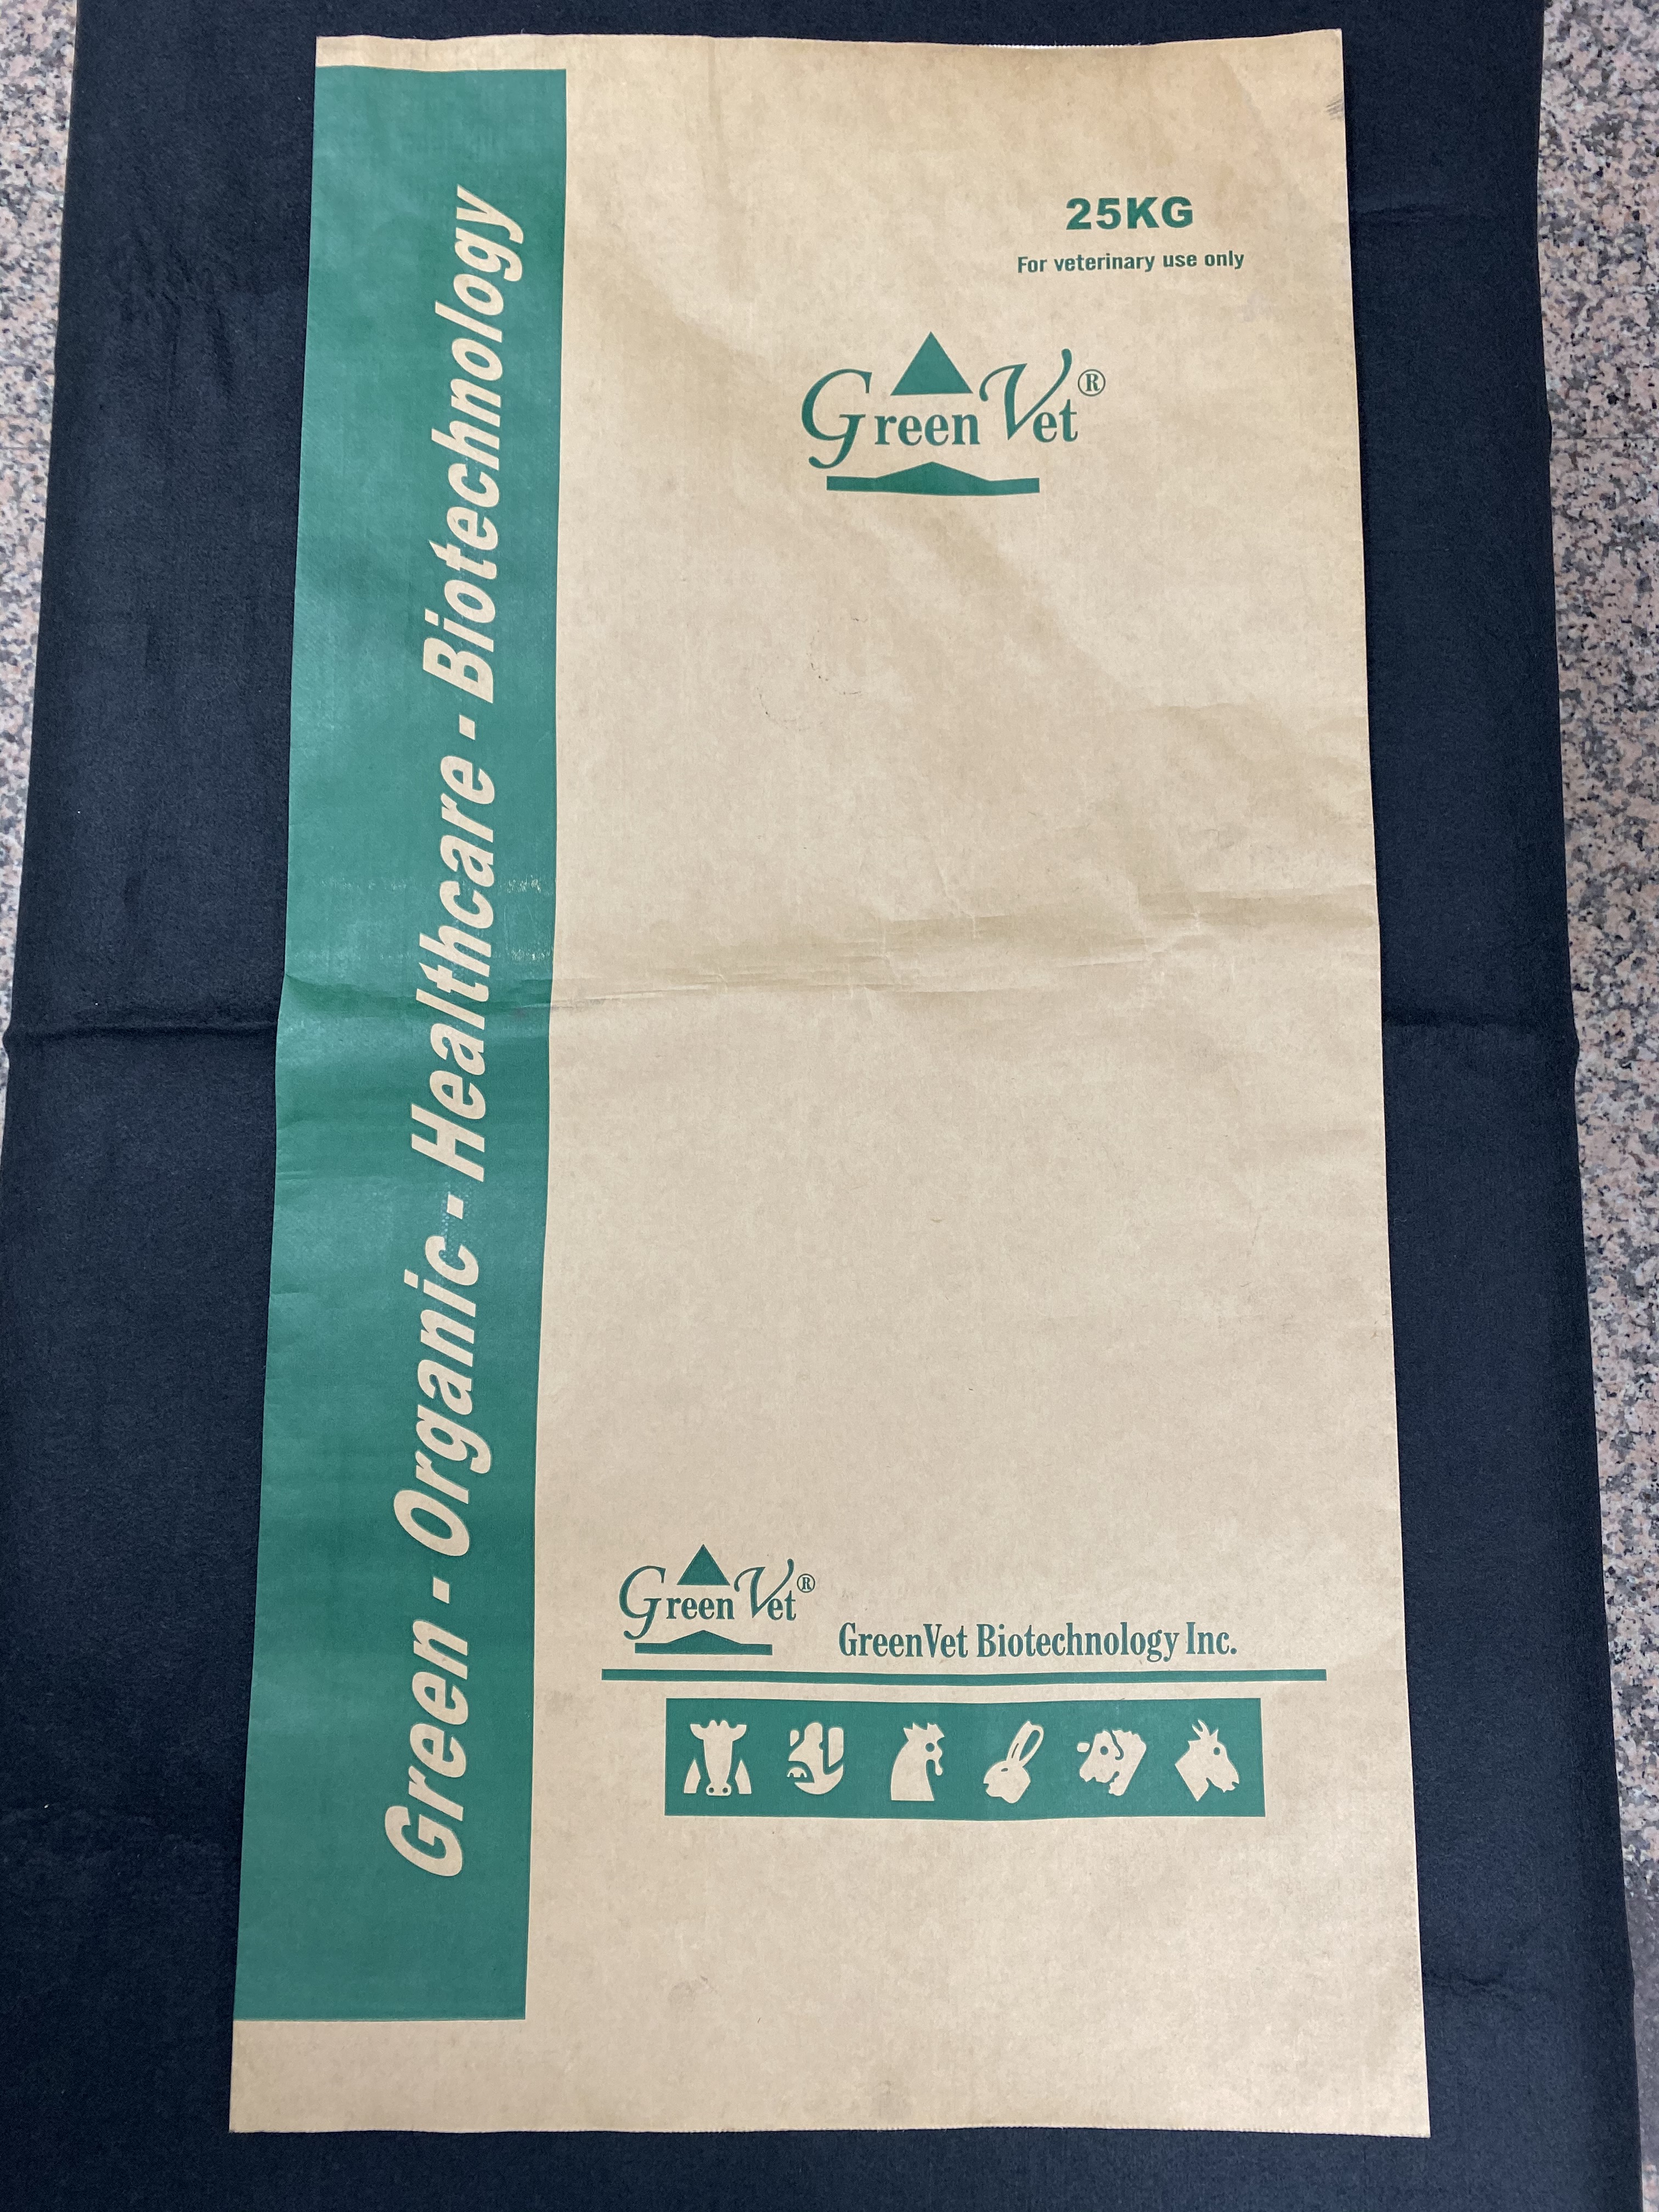 25KG
For veterinary use only
Green Vet®
Green - Organic - Healthcare - Biotechnology
Green Vet®
GreenVet Biotechnology Inc.